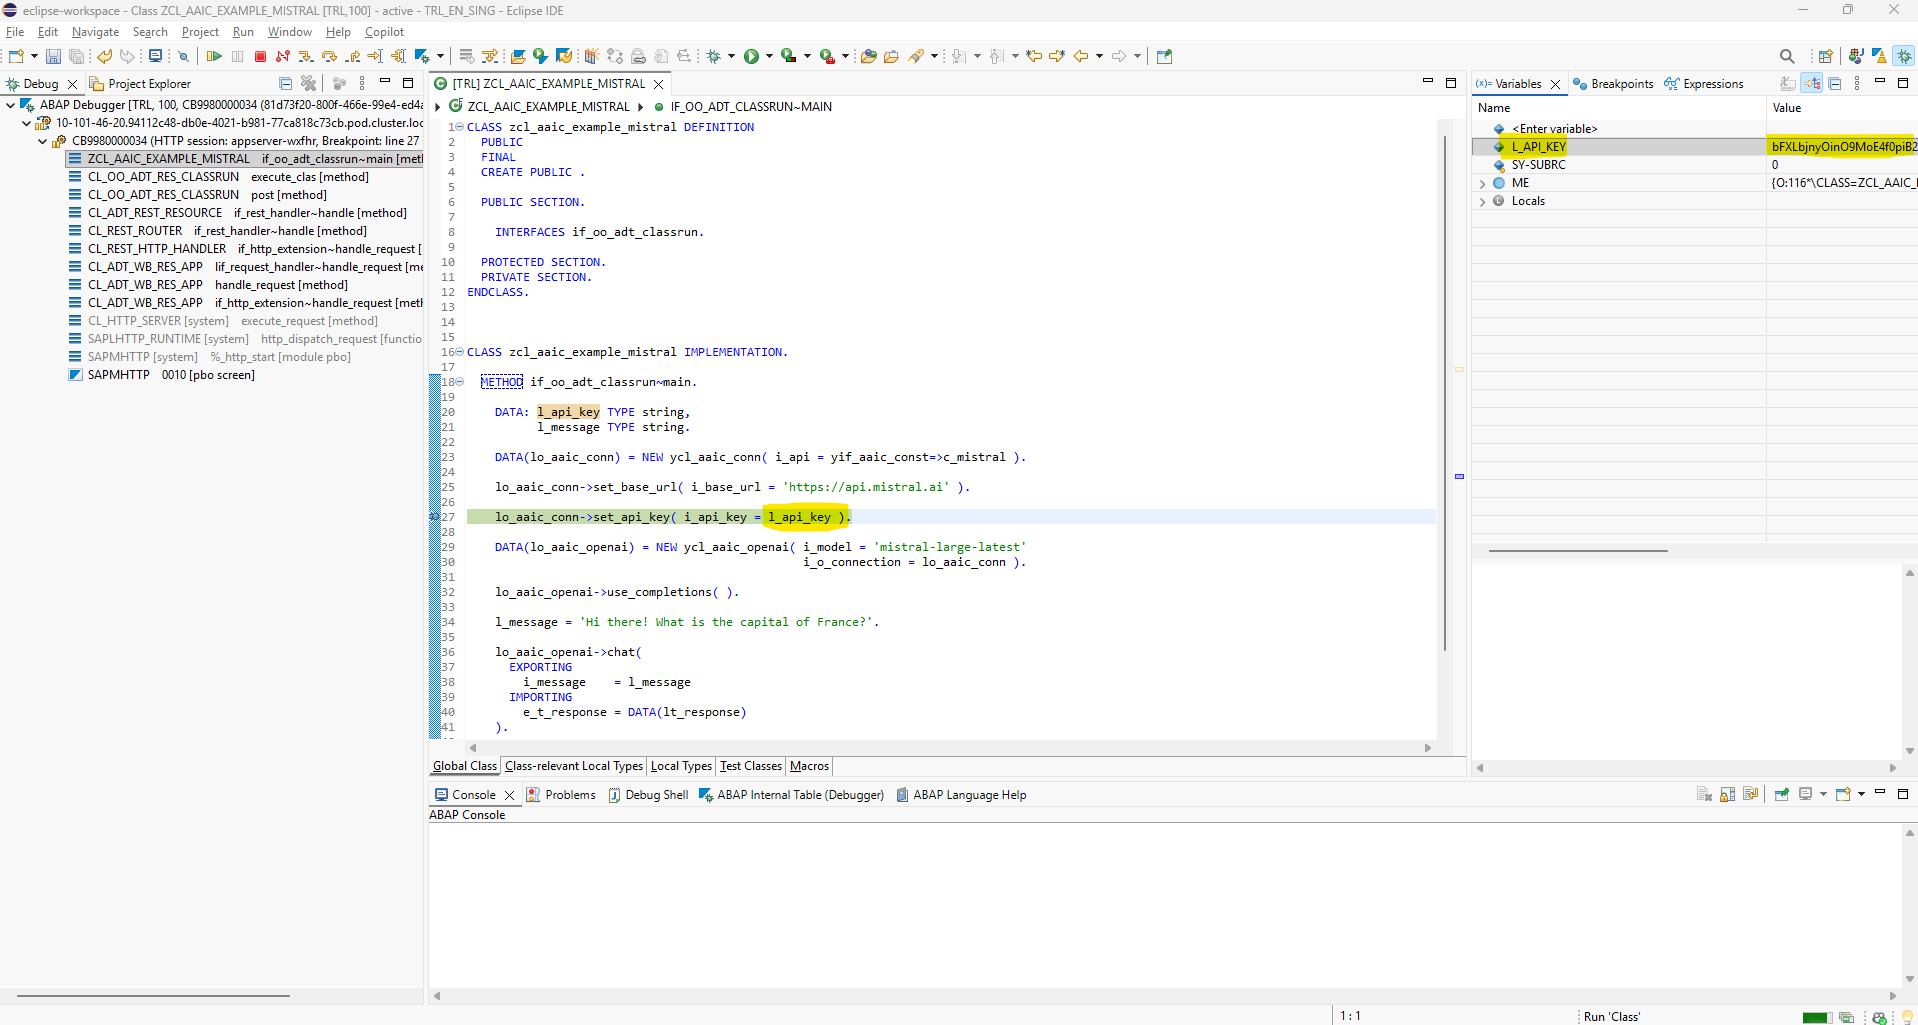 eclipse-workspace - Class ZCL_AAIC_EXAMPLE_MISTRAL [TRL,100] - active - TRL_EN_SING - Eclipse IDE
File Edit Navigate Search Project Run Window Help Copilot
Debug Project Explorer
ABAP Debugger [TRL, 100, CB9980000034 (81d73f20-800f-466e-99e4-ed4a
10-101-46-20.94112c48-db0e-4021-b981-77ca818c73cb.pod.cluster.loc
CB9980000034 (HTTP session: appserver-wxfhr, Breakpoint: line 27
ZCL_AAIC_EXAMPLE_MISTRAL if_oo_adt_classrun~main [meth
CL_OO_ADT_RES_CLASSRUN execute_clas [method]
CL_OO_ADT_RES_CLASSRUN post [method]
CL_ADT_REST_RESOURCE if_rest_handler~handle [method]
CL_REST_ROUTER if_rest_handler~handle [method]
CL_REST_HTTP_HANDLER if_http_extension~handle_request [
CL_ADT_WB_RES_APP lif_request_handler~handle_request [me
CL_ADT_WB_RES_APP handle_request [method]
CL_ADT_WB_RES_APP if_http_extension~handle_request [meth
CL_HTTP_SERVER [system] execute_request [method]
SAPLHTTP_RUNTIME [system] http_dispatch_request [functio
SAPMHTTP [system] %_http_start [module pbo]
SAPMHTTP 0010 [pbo screen]
[TRL] ZCL_AAIC_EXAMPLE_MISTRAL
ZCL_AAIC_EXAMPLE_MISTRAL IF_OO_ADT_CLASSRUN~MAIN
1 CLASS zcl_aaic_example_mistral DEFINITION
2 PUBLIC
3 FINAL
4 CREATE PUBLIC .
5
6 PUBLIC SECTION.
7
8 INTERFACES if_oo_adt_classrun.
9
10 PROTECTED SECTION.
11 PRIVATE SECTION.
12 ENDCLASS.
13
14
15
16 CLASS zcl_aaic_example_mistral IMPLEMENTATION.
17
18 METHOD if_oo_adt_classrun~main.
19
20 DATA: l_api_key TYPE string,
21 l_message TYPE string.
22
23 DATA(lo_aaic_conn) = NEW ycl_aaic_conn( i_api = yif_aaic_const=>c_mistral ).
24
25 lo_aaic_conn->set_base_url( i_base_url = 'https://api.mistral.ai' ).
26
27 lo_aaic_conn->set_api_key( i_api_key = l_api_key ).
28
29 DATA(lo_aaic_openai) = NEW ycl_aaic_openai( i_model = 'mistral-large-latest'
30 i_o_connection = lo_aaic_conn ).
31
32 lo_aaic_openai->use_completions( ).
33
34 l_message = 'Hi there! What is the capital of France?'.
35
36 lo_aaic_openai->chat(
37 EXPORTING
38 i_message = l_message
39 IMPORTING
40 e_t_response = DATA(lt_response)
41 ).
Global Class Class-relevant Local Types Local Types Test Classes Macros
Variables Breakpoints Expressions
Name Value
<Enter variable>
L_API_KEY bFXLbjnyOinO9MoE4f0piB2
SY-SUBRC 0
ME {O:116*\CLASS=ZCL_AAIC_
Locals
Console Problems Debug Shell ABAP Internal Table (Debugger) ABAP Language Help
ABAP Console
1 : 1 Run 'Class'